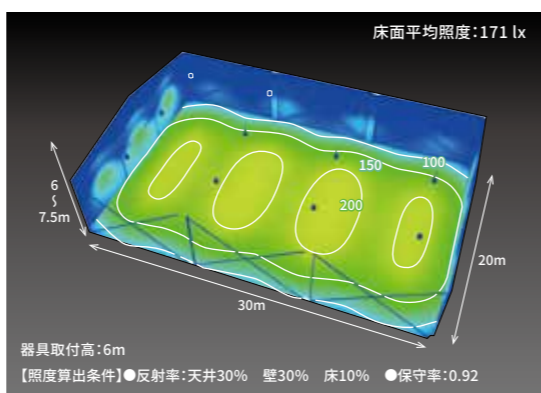 床面平均照度:171 lx
150
100
200
6
〜
7.5m
20m
30m
器具取付高:6m
【照度算出条件】●反射率:天井30% 壁30% 床10% ●保守率:0.92